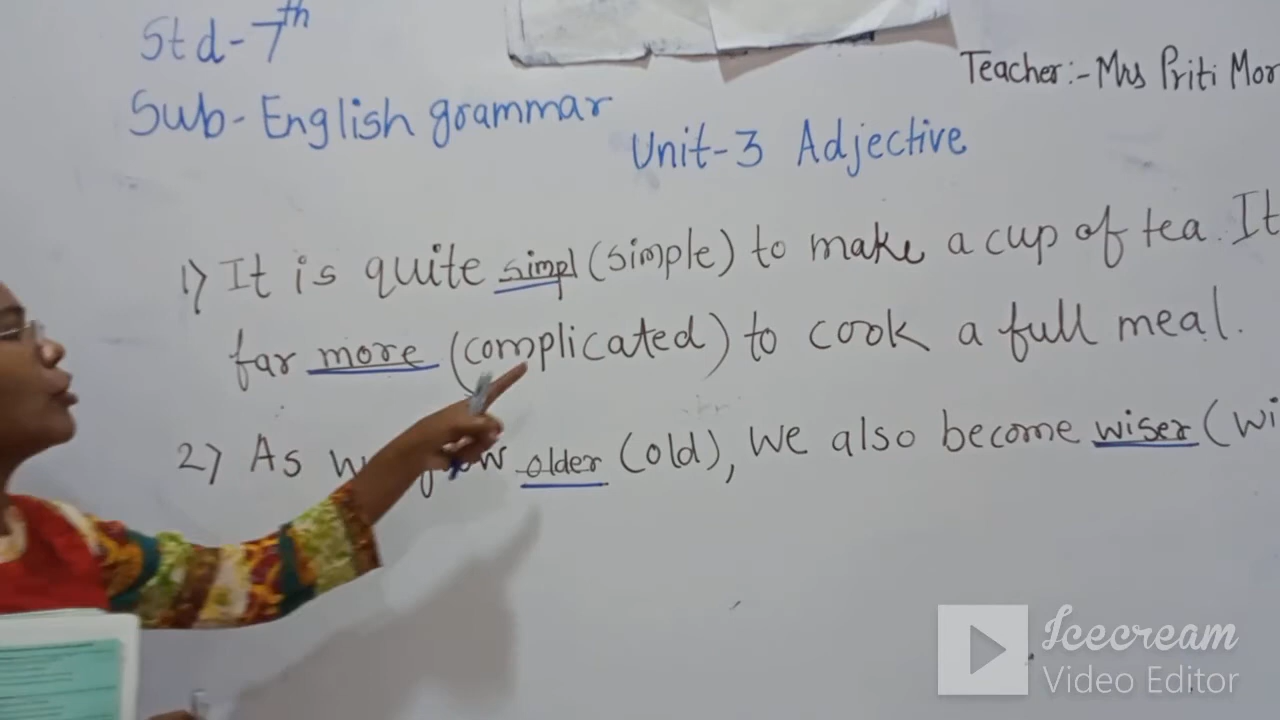 Std-7th
Sub-English grammar
Teacher:- Mrs Priti Mor
Unit-3 Adjective
1) It is quite simpl (simple) to make a cup of tea. It
far more (complicated) to cook a full meal.
2) As older (old), we also become wiser (wi
Icecream
Video Editor